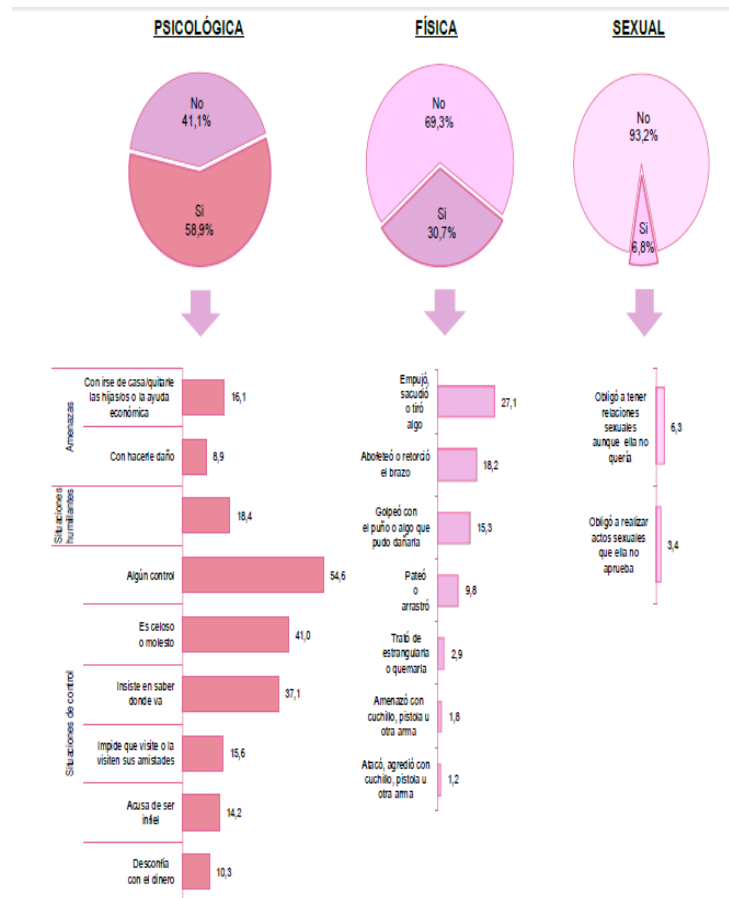 PSICOLÓGICA
No
41,1%
Si
58,9%
Amenazas
Con irse de casa/quitarle
las hijas/os o la ayuda
económica
16,1
Con hacerle daño
8,9
Situaciones
humillantes
18,4
Situaciones de control
Algún control
54,6
Es celoso
o molesto
41,0
Insiste en saber
donde va
37,1
Impide que visite o la
visiten sus amistades
15,6
Acusa de ser
infiel
14,2
Desconfía
con el dinero
10,3
FÍSICA
No
69,3%
Si
30,7%
Empujó,
sacudió
o tiró
algo
27,1
Abofeteó o retorció
el brazo
18,2
Golpeó con
el puño o algo que
pudo dañarla
15,3
Pateó
o
arrastró
9,8
Trató de
estrangularla
o quemarla
2,9
Amenazó con
cuchillo, pistola u
otra arma
1,8
Atacó, agredió con
cuchillo, pistola u
otra arma
1,2
SEXUAL
No
93,2%
Si
6,8%
Obligó a tener
relaciones
sexuales
aunque ella no
quería
6,3
Obligó a realizar
actos sexuales
que ella no
aprueba
3,4